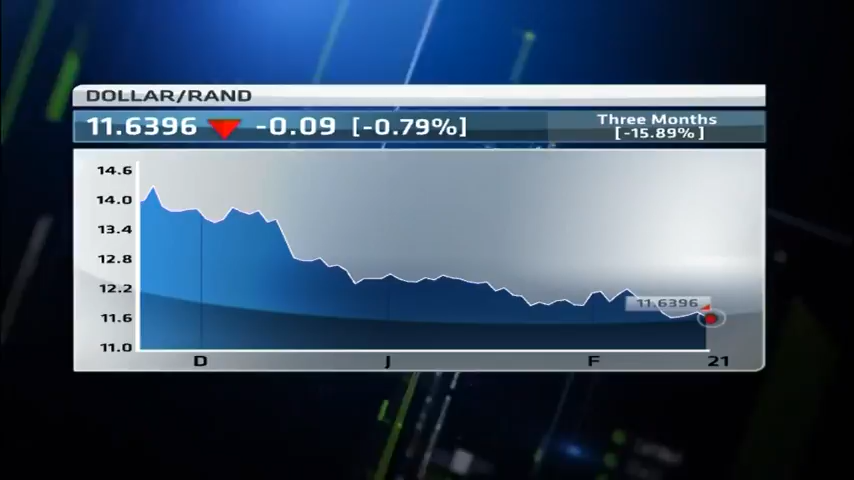 DOLLAR/RAND
11.6396 -0.09 [-0.79%]
Three Months
[-15.89%]
14.6
14.0
13.4
12.8
12.2
11.6396
11.6
11.0
D J F 21